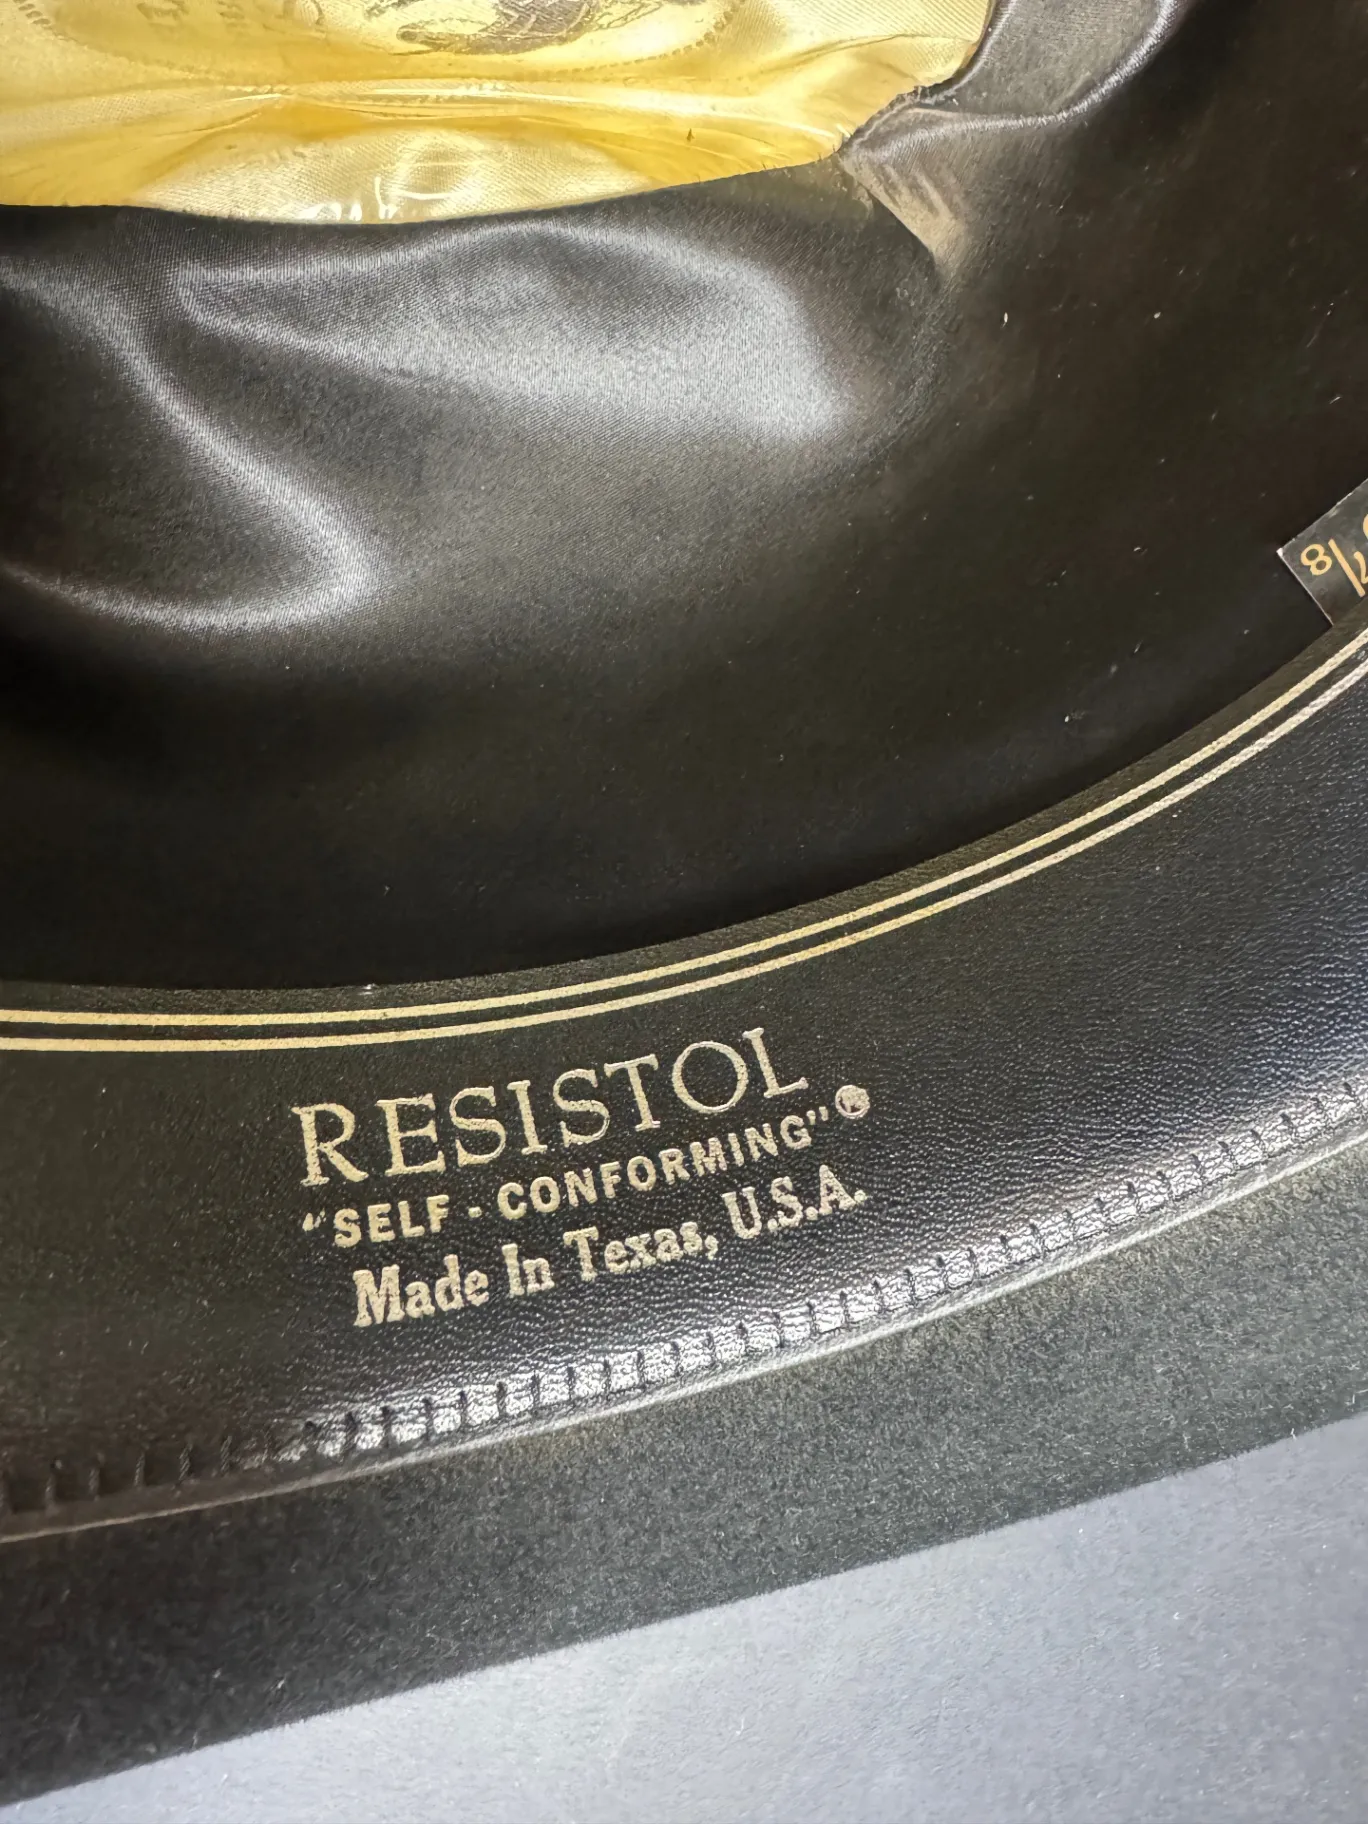 RESISTOL
"SELF-CONFORMING"®
Made In Texas, U.S.A.